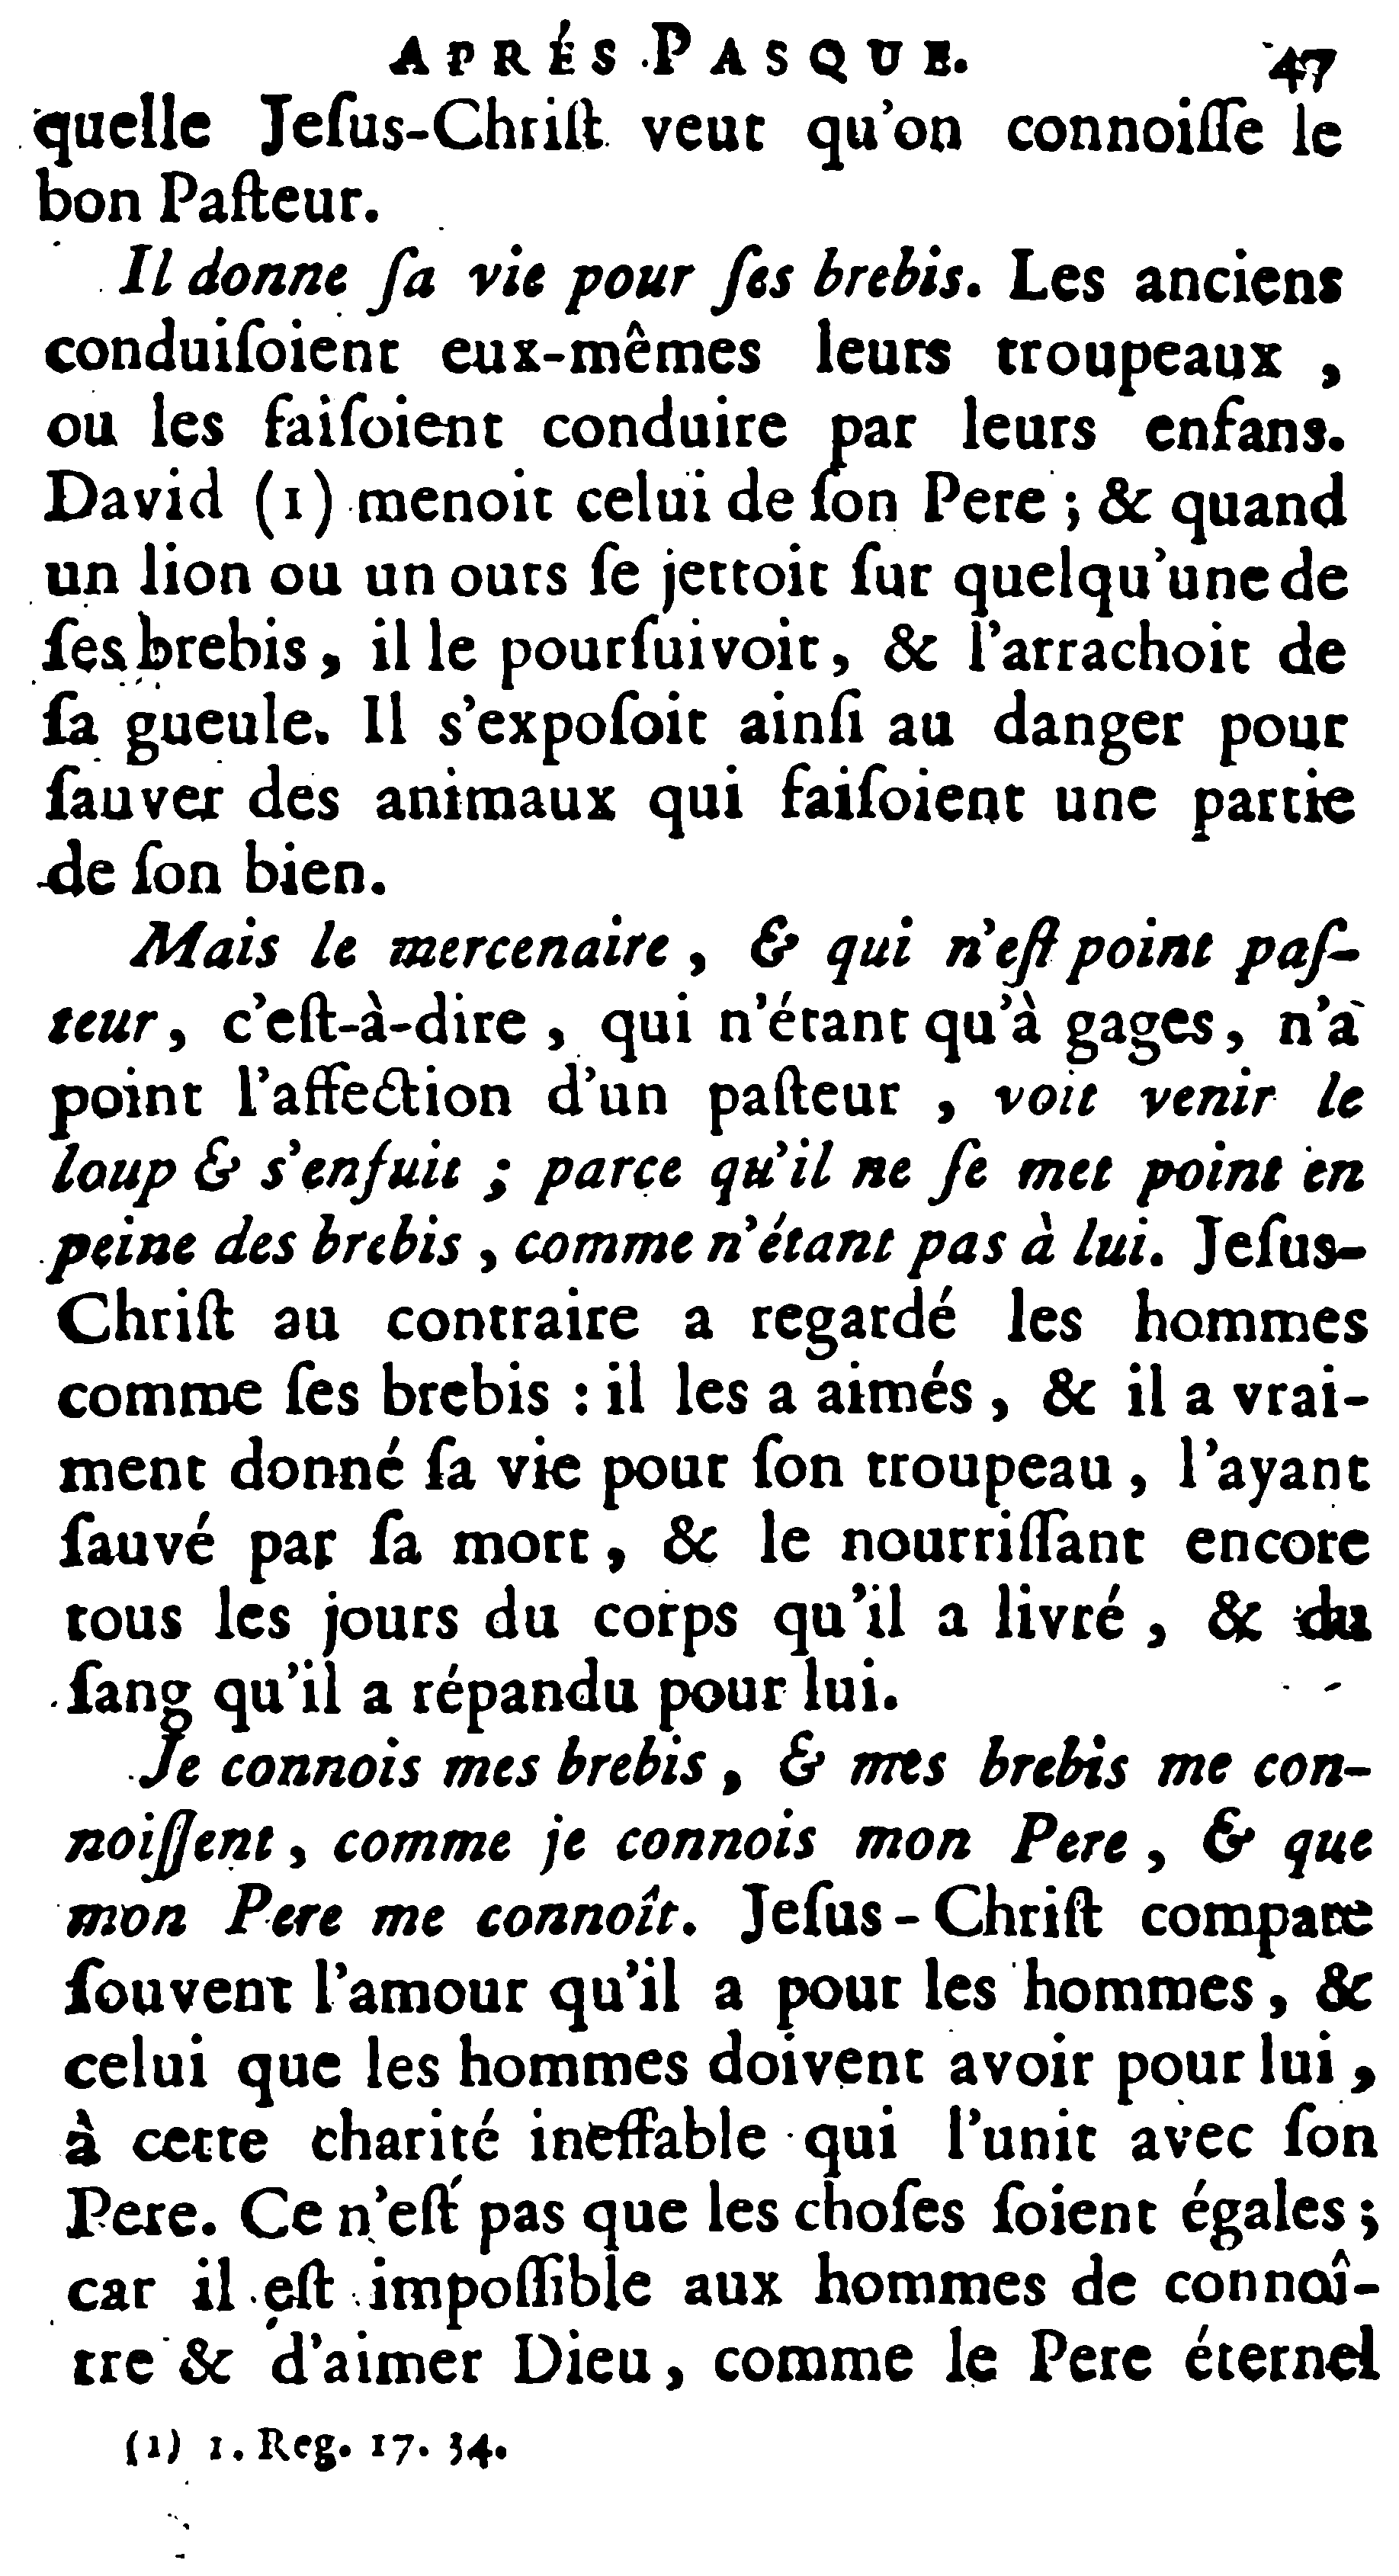 APRÉS PASQUE. 47
quelle Jeſus-Chriſt veut qu'on connoiſſe le
bon Paſteur.
Il donne ſa vie pour ſes brebis. Les anciens
conduiſoient eux-mêmes leurs troupeaux ,
ou les faiſoient conduire par leurs enfans.
David (1) menoit celui de ſon Pere ; & quand
un lion ou un ours ſe jettoit ſur quelqu'une de
ſes brebis, il le pourſuivoit, & l'arrachoit de
ſa gueule. Il s'expoſoit ainſi au danger pour
ſauver des animaux qui faiſoient une partie
de ſon bien.
Mais le mercenaire , & qui n'eſt point paſ-
teur, c'eſt-à-dire , qui n'étant qu'à gages, n'a
point l'affection d'un paſteur , voit venir le
loup & s'enfuit ; parce qu'il ne ſe met point en
peine des brebis , comme n'étant pas à lui. Jeſus-
Chriſt au contraire a regardé les hommes
comme ſes brebis : il les a aimés , & il a vrai-
ment donné ſa vie pour ſon troupeau , l'ayant
ſauvé par ſa mort, & le nourriſſant encore
tous les jours du corps qu'il a livré , & du
ſang qu'il a répandu pour lui.
Je connois mes brebis , & mes brebis me con-
noiſſent , comme je connois mon Pere , & que
mon Pere me connoît. Jeſus-Chriſt compare
ſouvent l'amour qu'il a pour les hommes , &
celui que les hommes doivent avoir pour lui ,
à cette charité ineffable qui l'unit avec ſon
Pere. Ce n'eſt pas que les choſes ſoient égales ;
car il eſt impoſſible aux hommes de connoî-
tre & d'aimer Dieu , comme le Pere éternel
(1) 1. Reg. 17. 34.